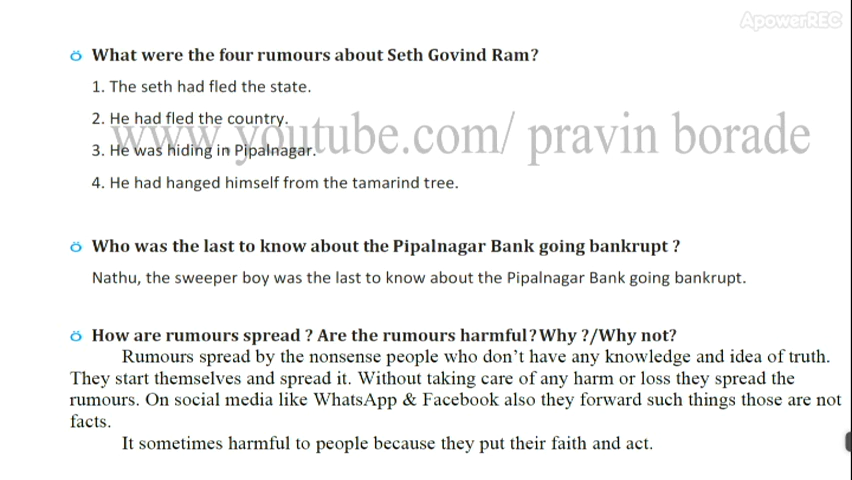 ApowerREC
ö What were the four rumours about Seth Govind Ram?
1. The seth had fled the state.
2. He had fled the country.
www.youtube.com/ pravin borade
3. He was hiding in Pipalnagar.
4. He had hanged himself from the tamarind tree.
ö Who was the last to know about the Pipalnagar Bank going bankrupt ?
Nathu, the sweeper boy was the last to know about the Pipalnagar Bank going bankrupt.
ö How are rumours spread ? Are the rumours harmful? Why ?/Why not?
Rumours spread by the nonsense people who don't have any knowledge and idea of truth.
They start themselves and spread it. Without taking care of any harm or loss they spread the
rumours. On social media like WhatsApp & Facebook also they forward such things those are not
facts.
It sometimes harmful to people because they put their faith and act.